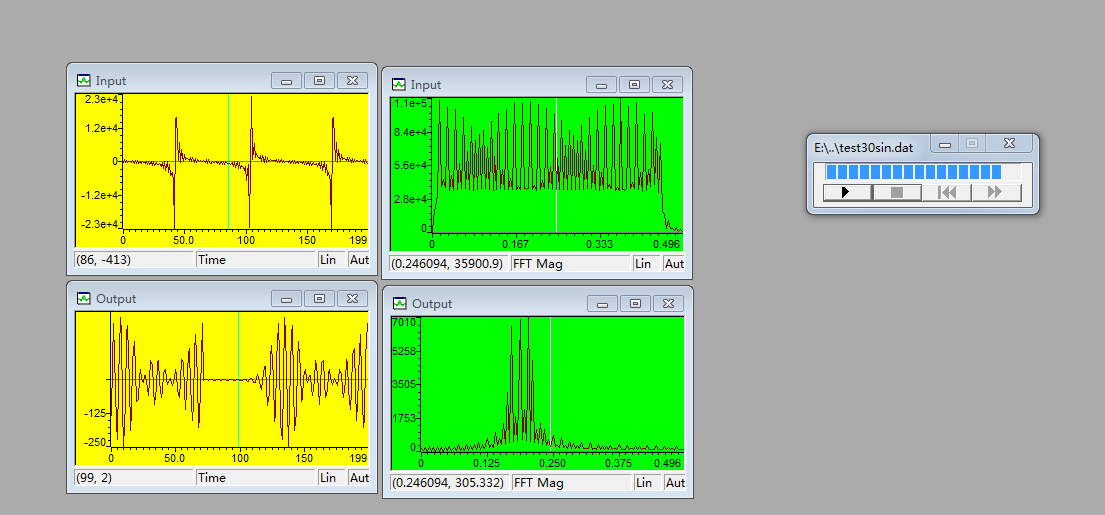 Input
2.3e+4
1.2e+4
0
-1.2e+4
-2.3e+4
0 50.0 100 150 199
(86, -413) Time Lin Aut
Input
1.1e+5
8.4e+4
5.6e+4
2.8e+4
0
0 0.167 0.333 0.496
(0.246094, 35900.9) FFT Mag Lin Aut
E:\..\test30sin.dat
Output
-125
-250
0 50.0 100 150 199
(99, 2) Time Lin Aut
Output
7010
5258
3505
1753
0
0 0.125 0.250 0.375 0.496
(0.246094, 305.332) FFT Mag Lin Aut